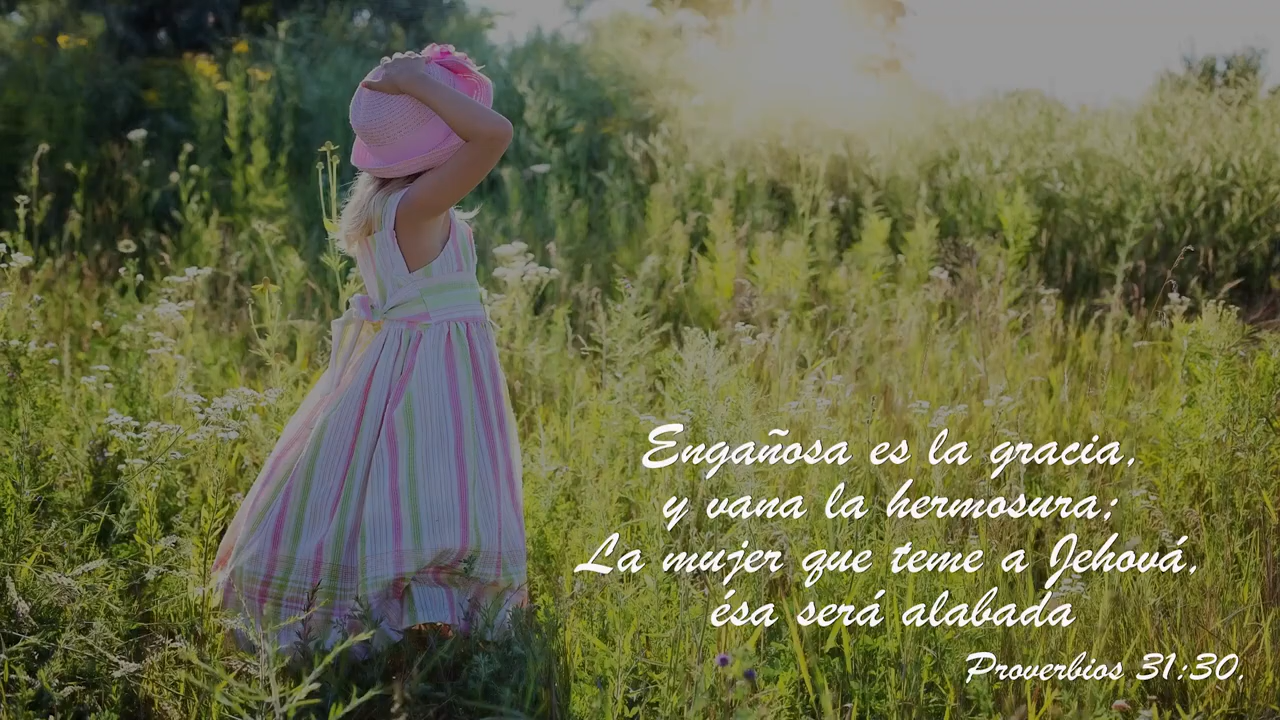 Engañosa es la gracia,
y vana la hermosura;
La mujer que teme a Jehová,
ésa será alabada
Proverbios 31:30.